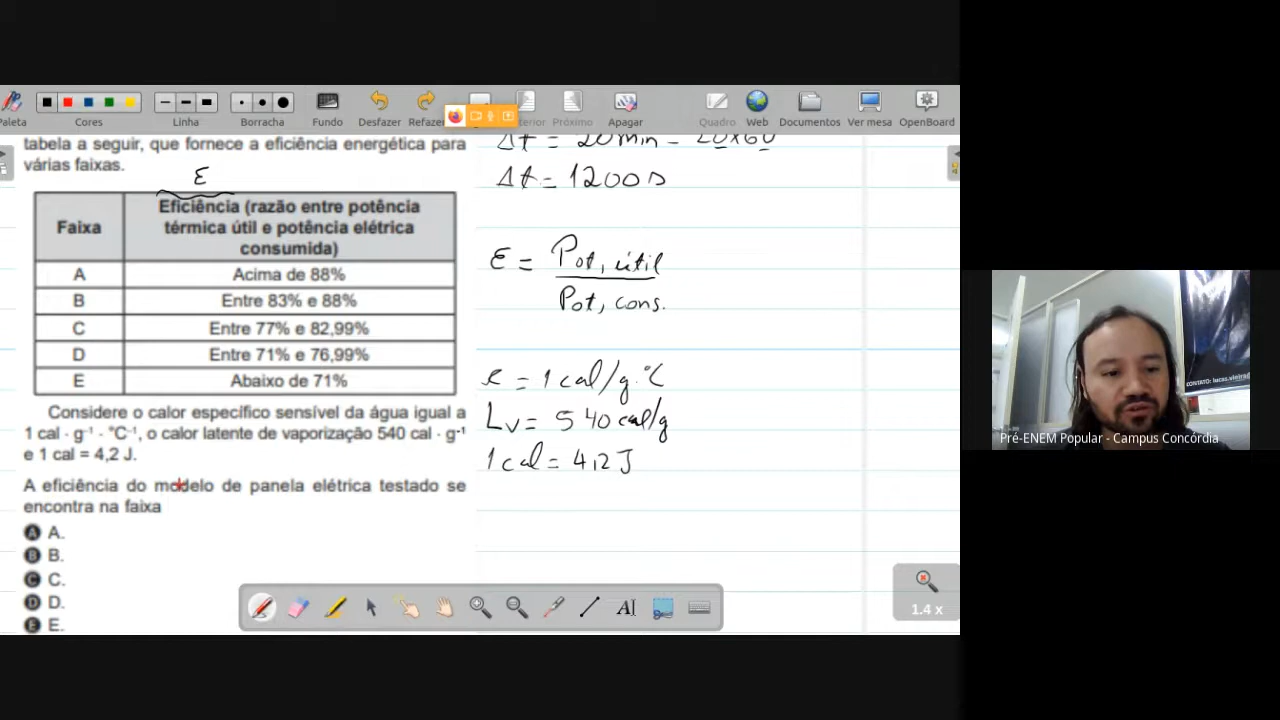 Paleta
Cores
Linha
Borracha
Fundo
Desfazer
Refazer
Próximo
Apagar
Quadro
Web
Documentos
Ver mesa
OpenBoard
tabela a seguir, que fornece a eficiência energética para
várias faixas.
ε
Faixa
Eficiência (razão entre potência
térmica útil e potência elétrica
consumida)
A Acima de 88%
B Entre 83% e 88%
C Entre 77% e 82,99%
D Entre 71% e 76,99%
E Abaixo de 71%
Considere o calor específico sensível da água igual a
1 cal · g⁻¹ · °C⁻¹, o calor latente de vaporização 540 cal · g⁻¹
e 1 cal = 4,2 J.
A eficiência do modelo de panela elétrica testado se
encontra na faixa
A A.
B B.
C C.
D D.
E E.
Δt = 20min = 20x60
Δt = 1200s
ε = Pot, útil
Pot, cons.
c = 1 cal/g.°C
Lv = 540 cal/g
1 cal = 4,2 J
1.4 x
Pré-ENEM Popular - Campus Concórdia